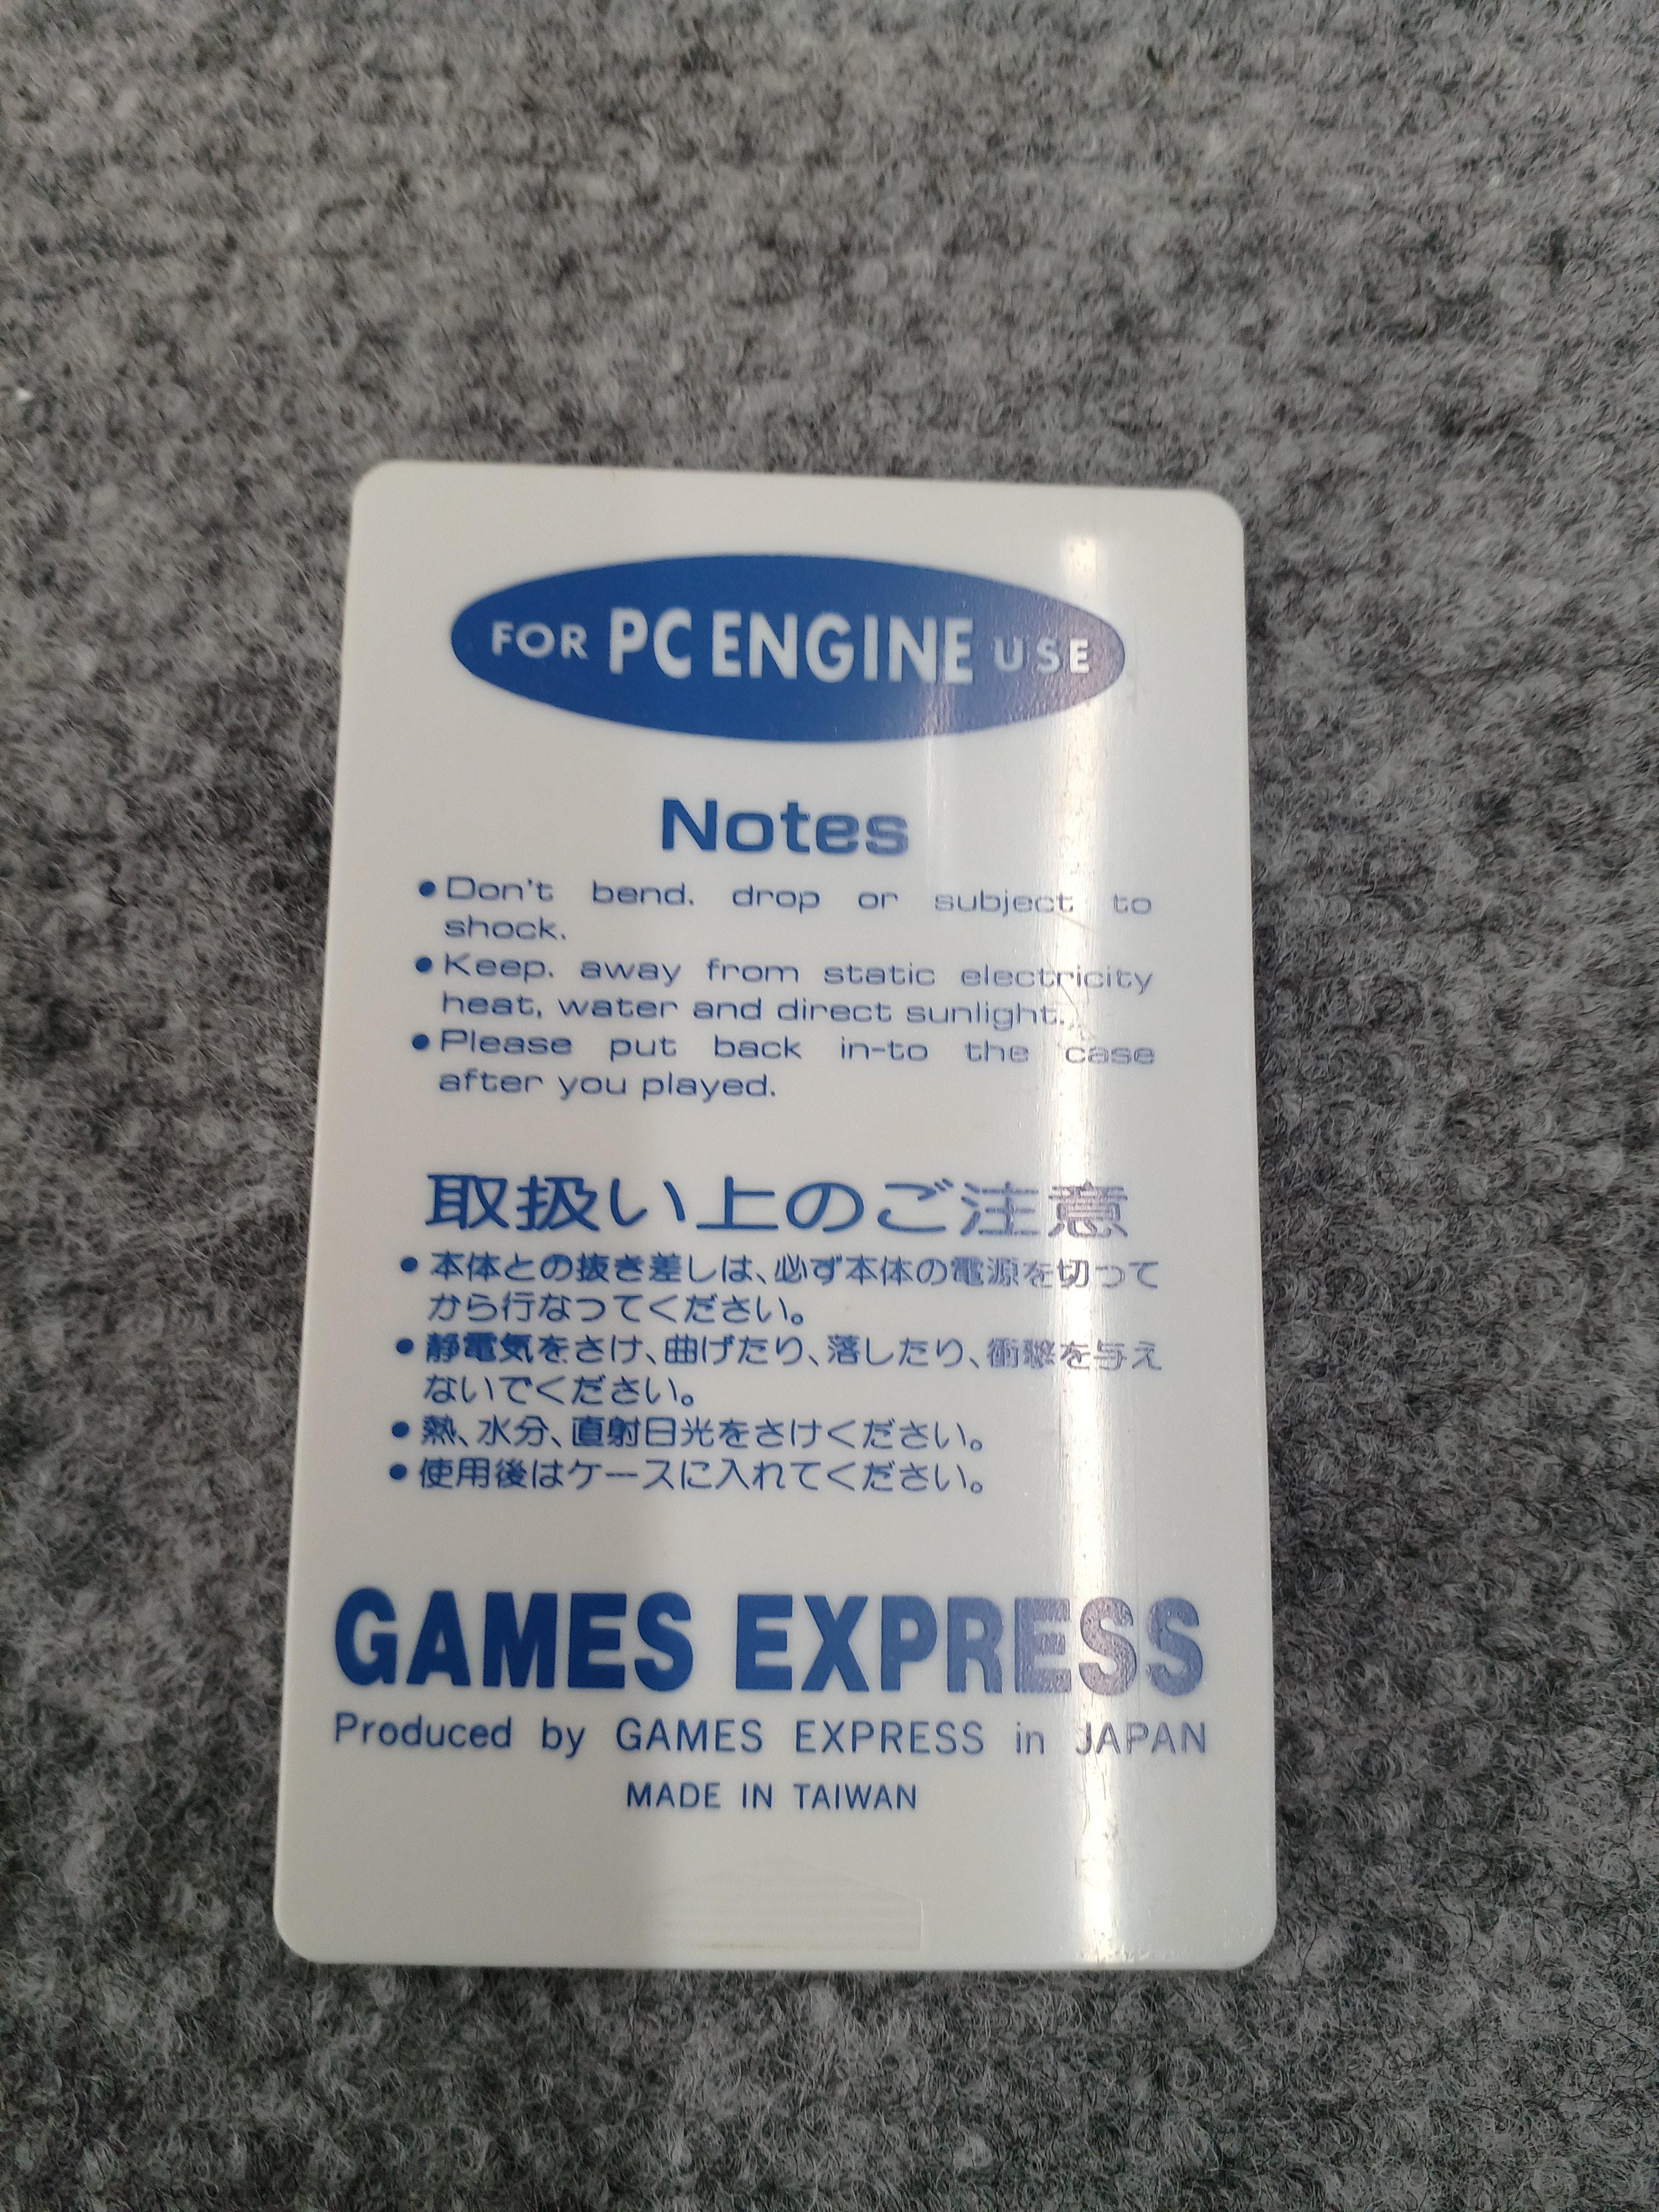 FOR PC ENGINE USE
Notes
●Don't bend. drop or subject to
shock.
●Keep. away from static electricity
heat, water and direct sunlight.
●Please put back in-to the case
after you played.
取扱い上のご注意
●本体との抜き差しは、必ず本体の電源を切って
から行なってください。
●静電気をさけ、曲げたり、落したり、衝撃を与え
ないでください。
●熱、水分、直射日光をさけください。
●使用後はケースに入れてください。
GAMES EXPRESS
Produced by GAMES EXPRESS in JAPAN
MADE IN TAIWAN